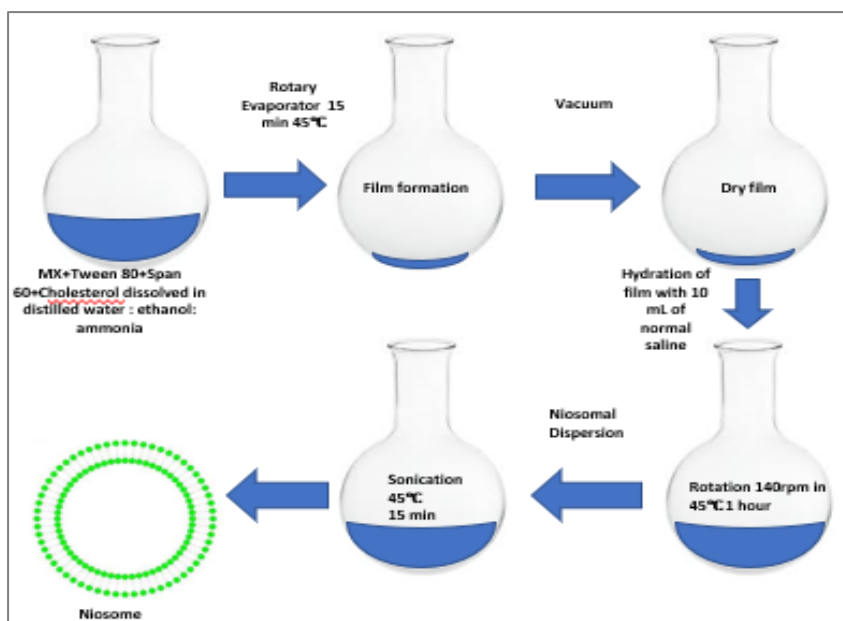 Rotary
Evaporator 15
min 45℃
Vacuum
Film formation
Dry film
MX+Tween 80+Span
60+Cholesterol dissolved in
distilled water : ethanol:
ammonia
Hydration of
film with 10
mL of
normal
saline
Niosomal
Dispersion
Sonication
45℃
15 min
Rotation 140rpm in
45℃1 hour
Niosome